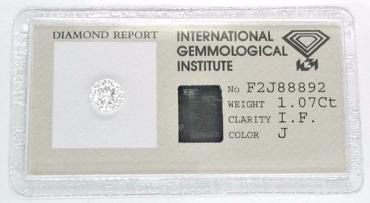 DIAMOND REPORT
INTERNATIONAL
GEMMOLOGICAL
INSTITUTE
No F2J88892
WEIGHT 1.07Ct
CLARITY I.F.
COLOR J